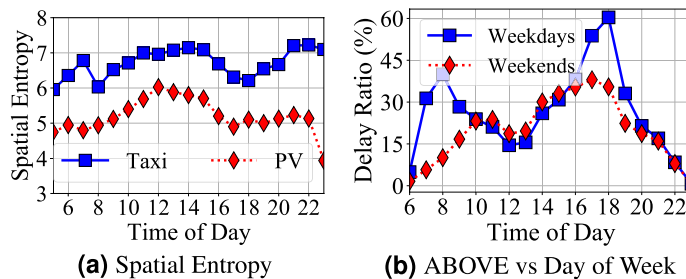 8
7
6
5
4
3
Spatial Entropy
Taxi
PV
6 8 10 12 14 16 18 20 22
Time of Day
(a) Spatial Entropy
60
45
30
15
0
Delay Ratio (%)
Weekdays
Weekends
6 8 10 12 14 16 18 20 22
Time of Day
(b) ABOVE vs Day of Week